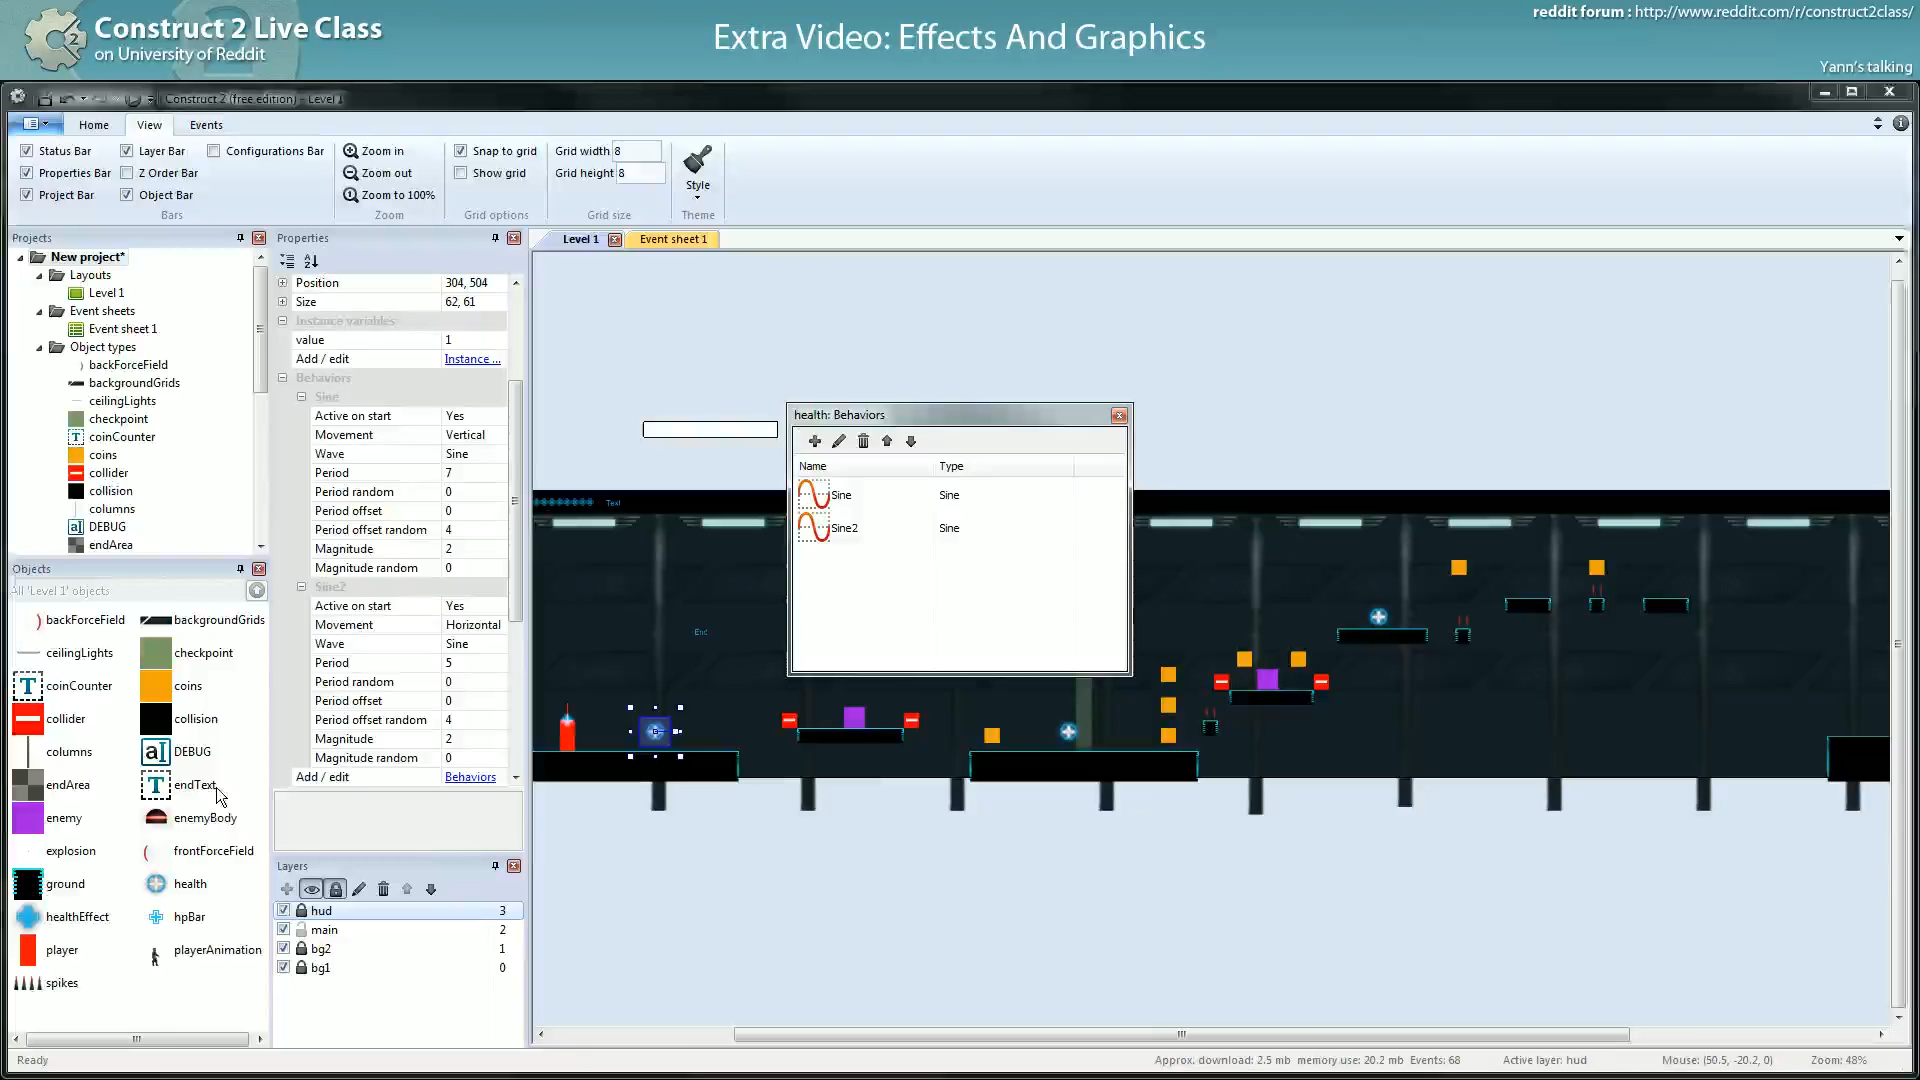 Construct 2 Live Class
on University of Reddit
Extra Video: Effects And Graphics
reddit forum : http://www.reddit.com/r/construct2class/
Yann's talking
Construct 2 (free edition) - Level 1
Home View Events
Status Bar Layer Bar Configurations Bar
Properties Bar Z Order Bar
Project Bar Object Bar
Bars
Zoom in
Zoom out
Zoom to 100%
Zoom
Snap to grid
Show grid
Grid options
Grid width 8
Grid height 8
Grid size
Style
Theme
Projects
New project*
Layouts
Level 1
Event sheets
Event sheet 1
Object types
backForceField
backgroundGrids
ceilingLights
checkpoint
coinCounter
coins
collider
collision
columns
DEBUG
endArea
Objects
All 'Level 1' objects
backForceField backgroundGrids
ceilingLights checkpoint
coinCounter coins
collider collision
columns DEBUG
endArea endText
enemy enemyBody
explosion frontForceField
ground health
healthEffect hpBar
player playerAnimation
spikes
Properties
Position 304, 504
Size 62, 61
Instance variables
value 1
Add / edit Instance ...
Behaviors
Sine
Active on start Yes
Movement Vertical
Wave Sine
Period 7
Period random 0
Period offset 0
Period offset random 4
Magnitude 2
Magnitude random 0
Sine2
Active on start Yes
Movement Horizontal
Wave Sine
Period 5
Period random 0
Period offset 0
Period offset random 4
Magnitude 2
Magnitude random 0
Add / edit Behaviors
Layers
hud 3
main 2
bg2 1
bg1 0
Level 1 Event sheet 1
Text
End
health: Behaviors
Name Type
Sine Sine
Sine2 Sine
Ready
Approx. download: 2.5 mb memory use: 20.2 mb Events: 68 Active layer: hud Mouse: (50.5, -20.2, 0) Zoom: 48%